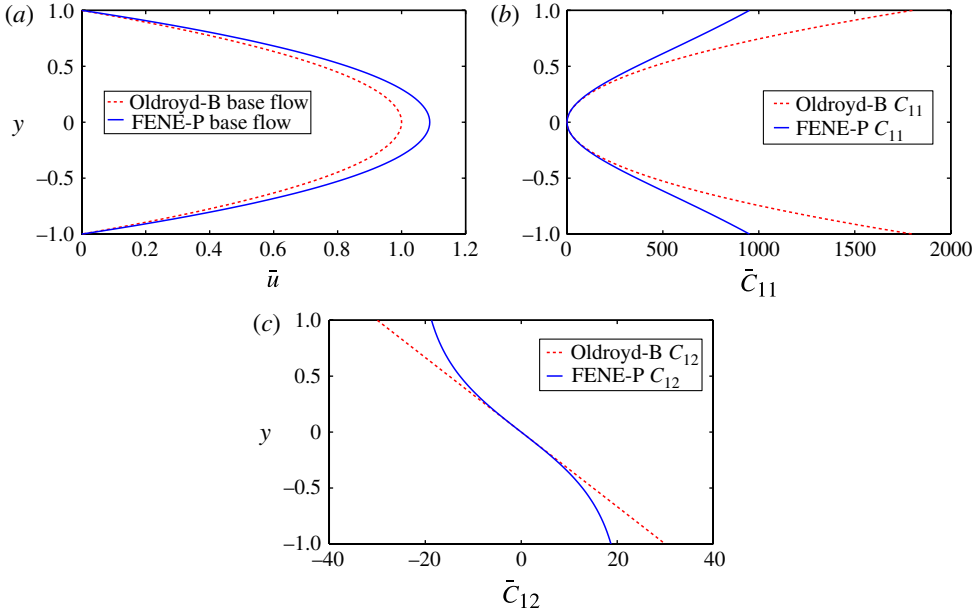 (a)
1.0
0.5
0
–0.5
–1.0
y
Oldroyd-B base flow
FENE-P base flow
0 0.2 0.4 0.6 0.8 1.0 1.2
ū
(b)
1.0
0.5
0
–0.5
–1.0
Oldroyd-B C11
FENE-P C11
0 500 1000 1500 2000
C̄11
(c)
1.0
0.5
0
–0.5
–1.0
y
Oldroyd-B C12
FENE-P C12
–40 –20 0 20 40
C̄12